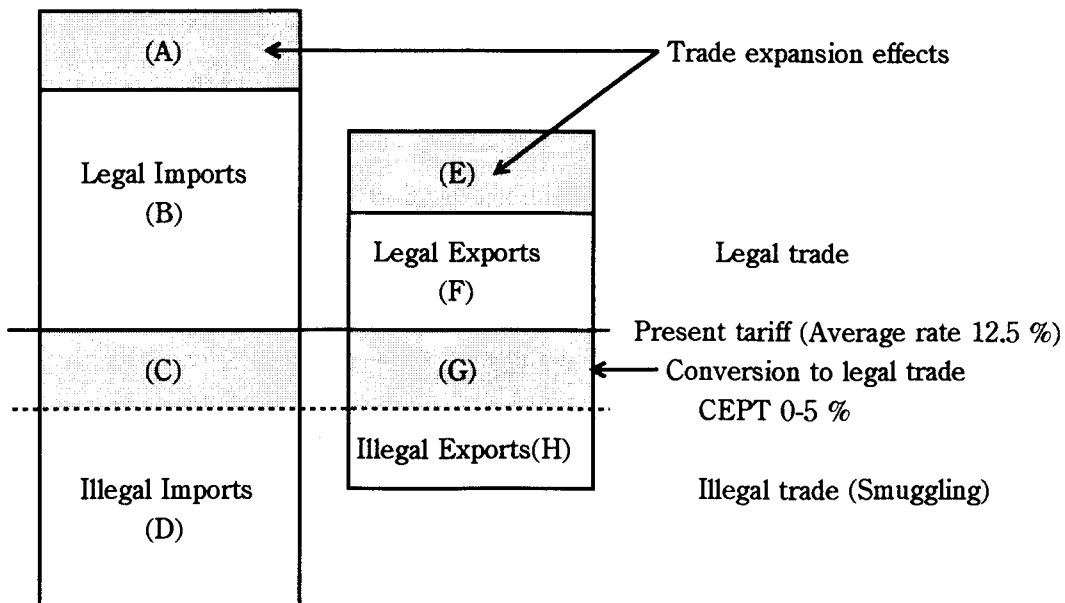 (A)
Trade expansion effects
Legal Imports
(B)
(E)
Legal Exports
(F)
Legal trade
Present tariff (Average rate 12.5 %)
(C)
(G)
Conversion to legal trade
CEPT 0-5 %
Illegal Exports(H)
Illegal Imports
(D)
Illegal trade (Smuggling)